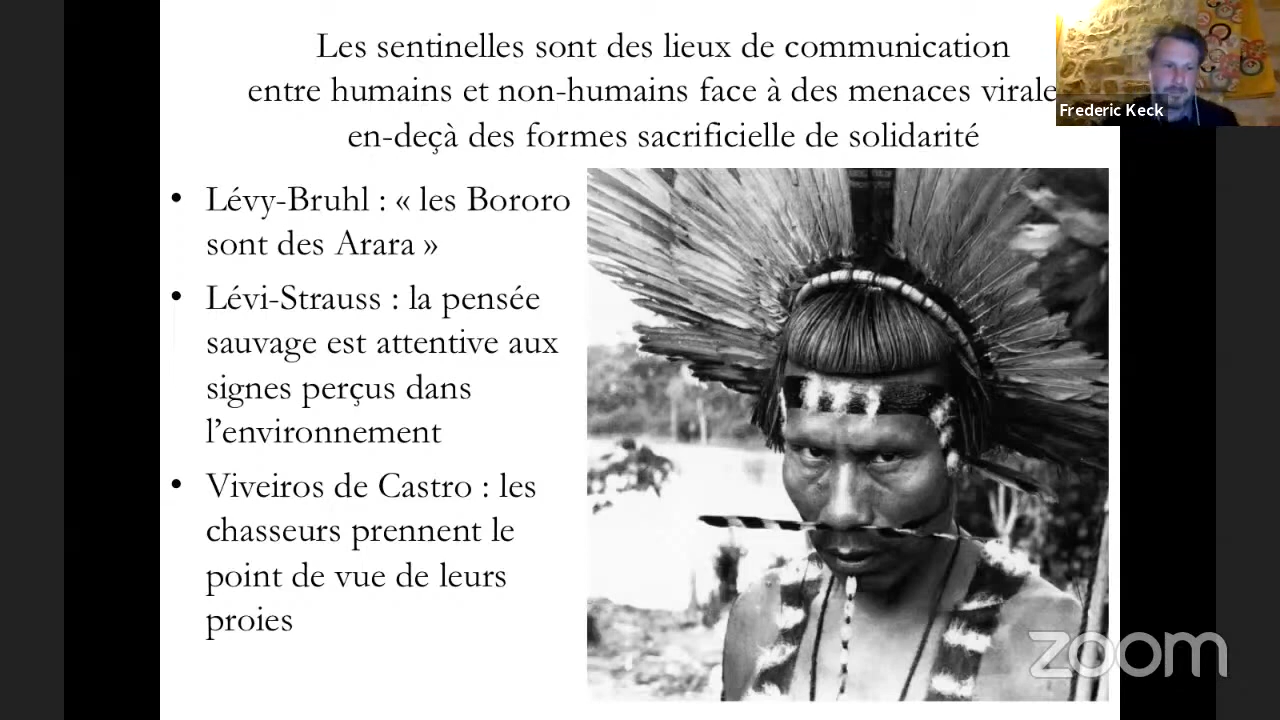 Les sentinelles sont des lieux de communication
entre humains et non-humains face à des menaces virale
en-deçà des formes sacrificielle de solidarité
• Lévy-Bruhl : « les Bororo
sont des Arara »
• Lévi-Strauss : la pensée
sauvage est attentive aux
signes perçus dans
l’environnement
• Viveiros de Castro : les
chasseurs prennent le
point de vue de leurs
proies
Frederic Keck
zoom